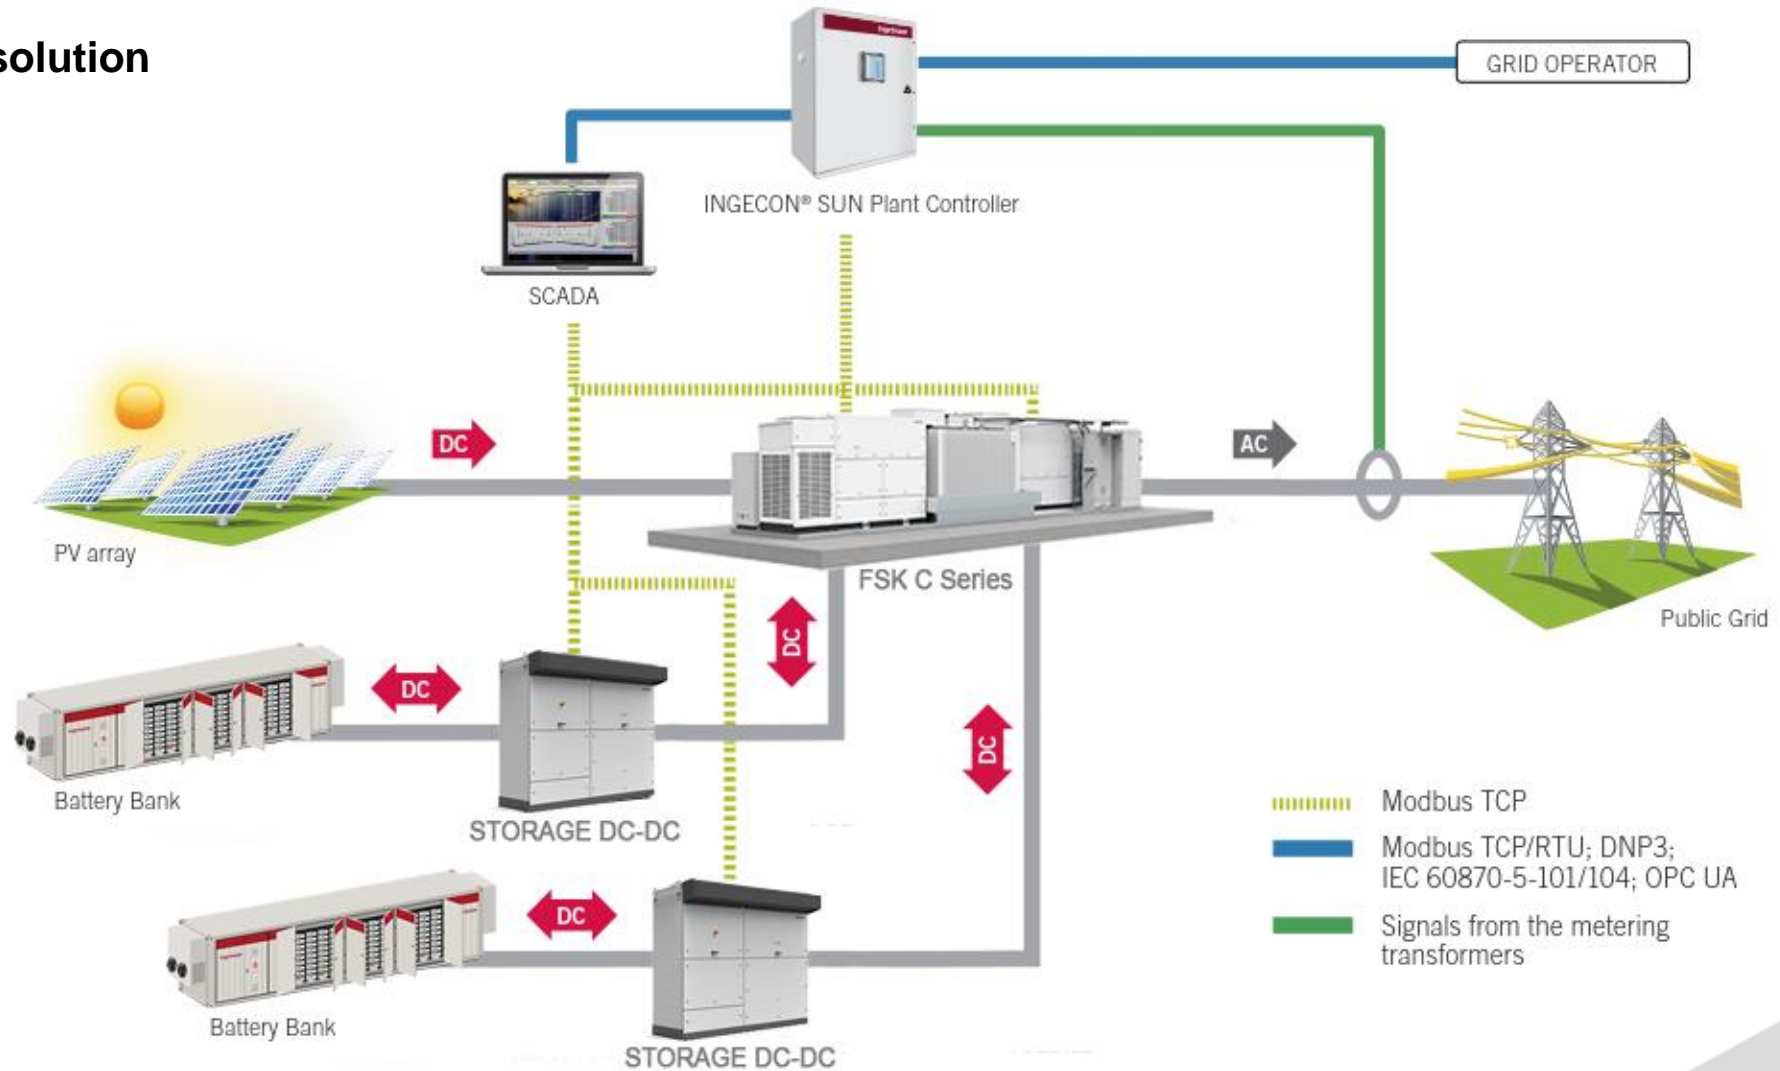 solution
GRID OPERATOR
INGECON® SUN Plant Controller
SCADA
DC
AC
PV array
FSK C Series
Public Grid
DC
DC
DC
Battery Bank
STORAGE DC-DC
Modbus TCP
Modbus TCP/RTU; DNP3;
IEC 60870-5-101/104; OPC UA
Signals from the metering
transformers
DC
Battery Bank
STORAGE DC-DC